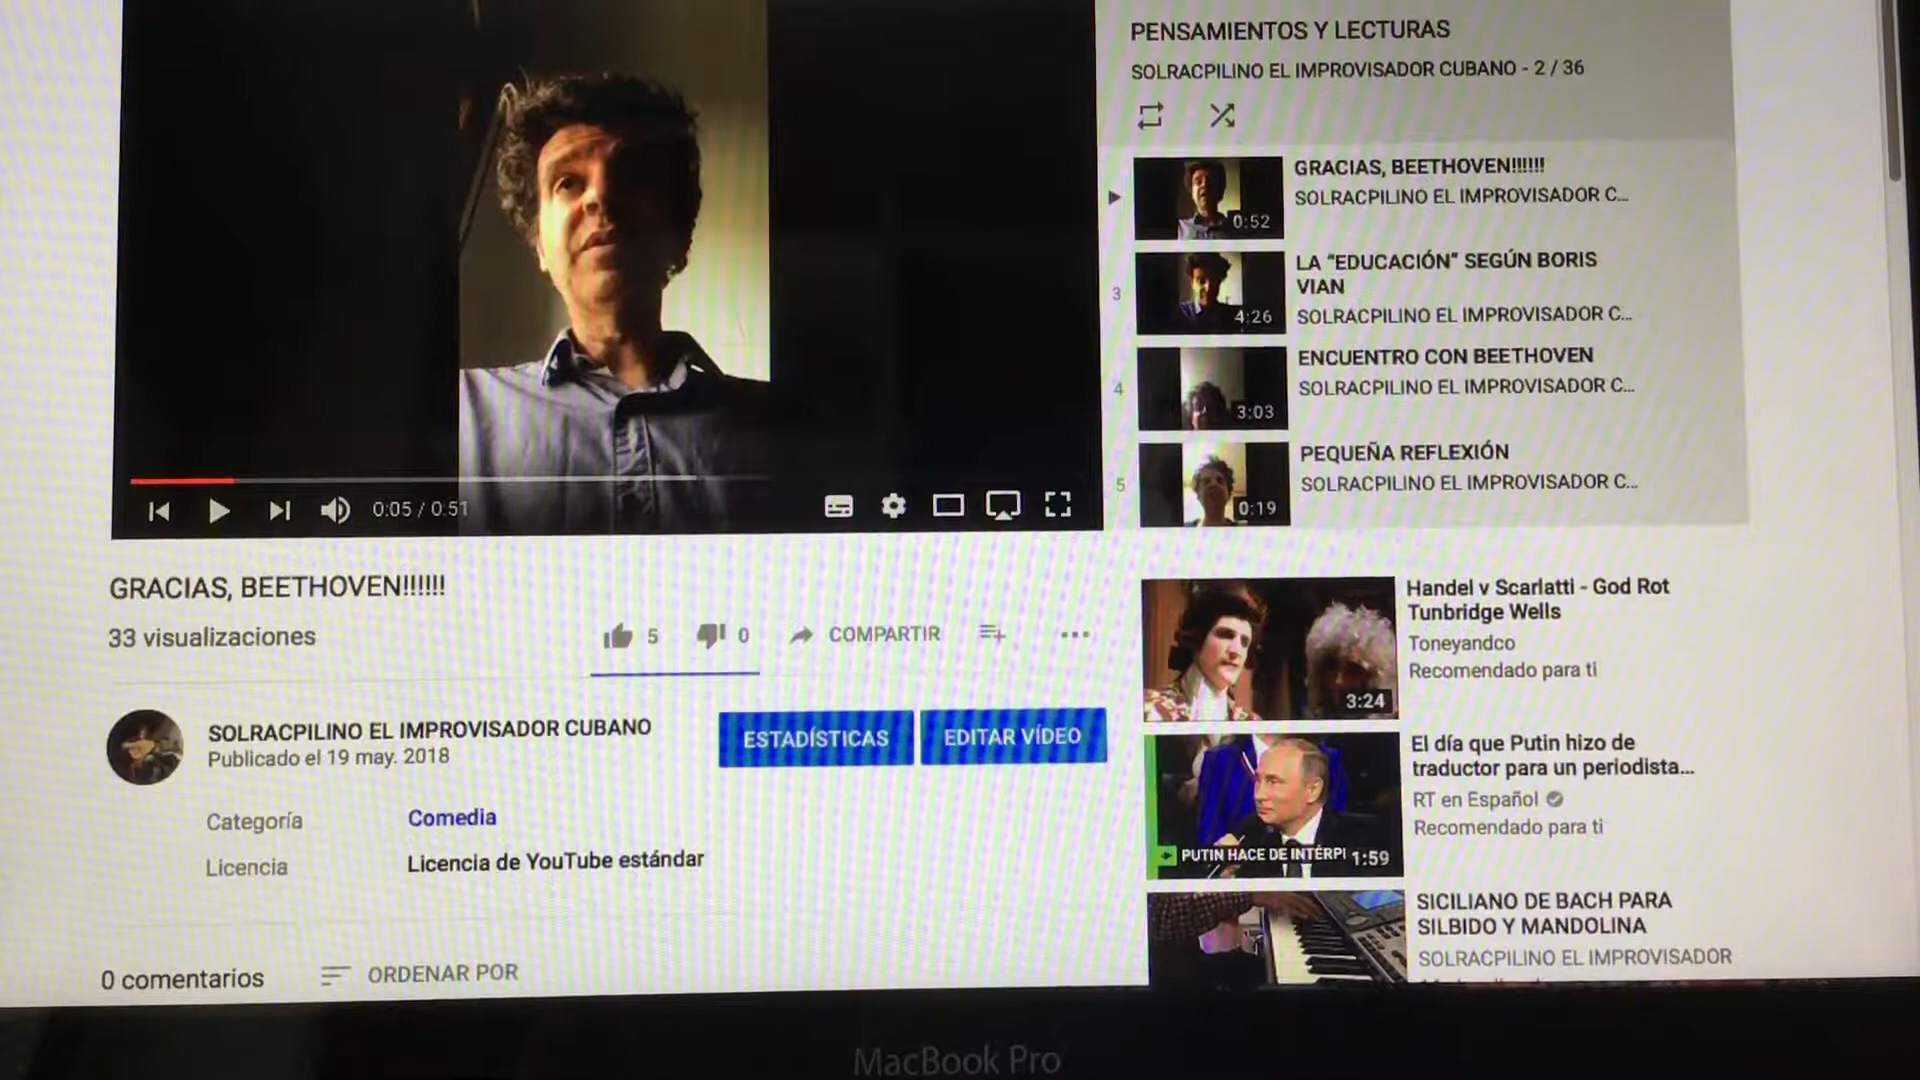 PENSAMIENTOS Y LECTURAS
SOLRACPILINO EL IMPROVISADOR CUBANO - 2 / 36
GRACIAS, BEETHOVEN!!!!!!
SOLRACPILINO EL IMPROVISADOR C...
0:52
3
LA "EDUCACIÓN" SEGÚN BORIS
VIAN
SOLRACPILINO EL IMPROVISADOR C...
4:26
4
ENCUENTRO CON BEETHOVEN
SOLRACPILINO EL IMPROVISADOR C...
3:03
5
PEQUEÑA REFLEXIÓN
SOLRACPILINO EL IMPROVISADOR C...
0:19
0:05 / 0:51
GRACIAS, BEETHOVEN!!!!!!
33 visualizaciones
5 0 COMPARTIR
SOLRACPILINO EL IMPROVISADOR CUBANO
Publicado el 19 may. 2018
ESTADÍSTICAS EDITAR VÍDEO
Categoría Comedia
Licencia Licencia de YouTube estándar
0 comentarios ORDENAR POR
Handel v Scarlatti - God Rot
Tunbridge Wells
Toneyandco
Recomendado para ti
3:24
El día que Putin hizo de
traductor para un periodista...
RT en Español
Recomendado para ti
PUTIN HACE DE INTÉRPI 1:59
SICILIANO DE BACH PARA
SILBIDO Y MANDOLINA
SOLRACPILINO EL IMPROVISADOR
MacBook Pro